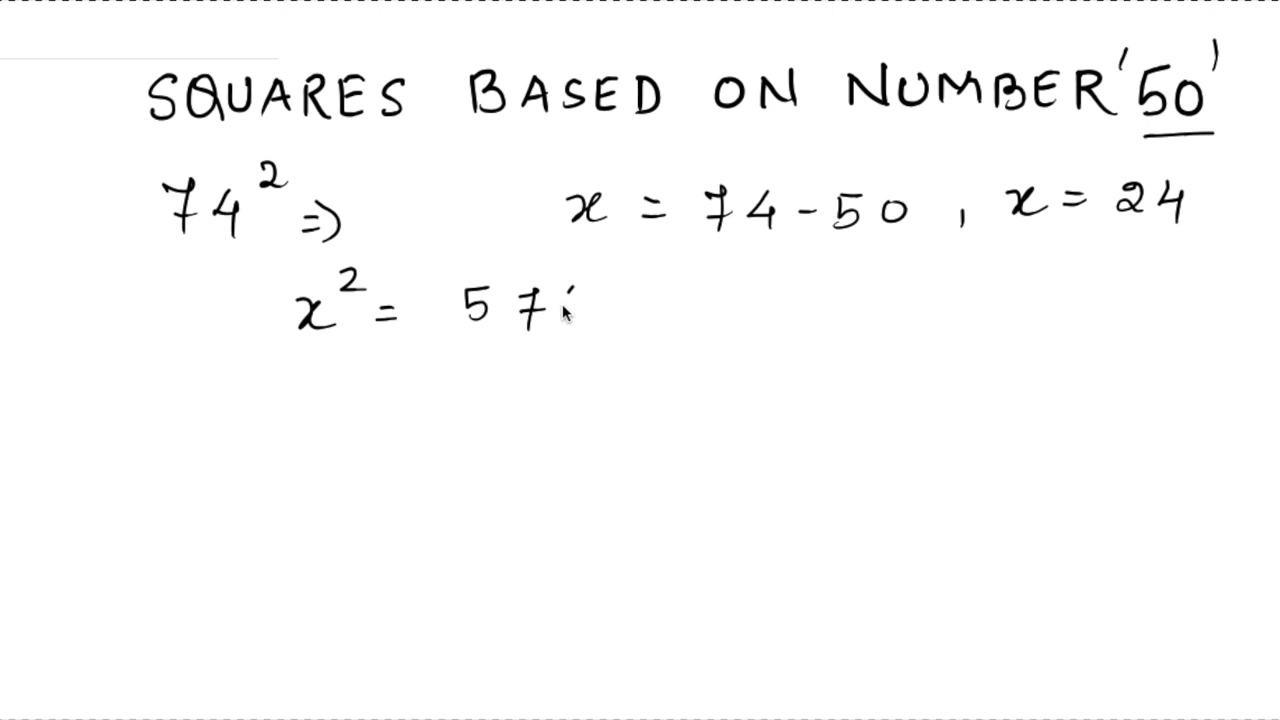 SQUARES BASED ON NUMBER '50'
74² => x = 74 - 50 , x = 24
x² = 57